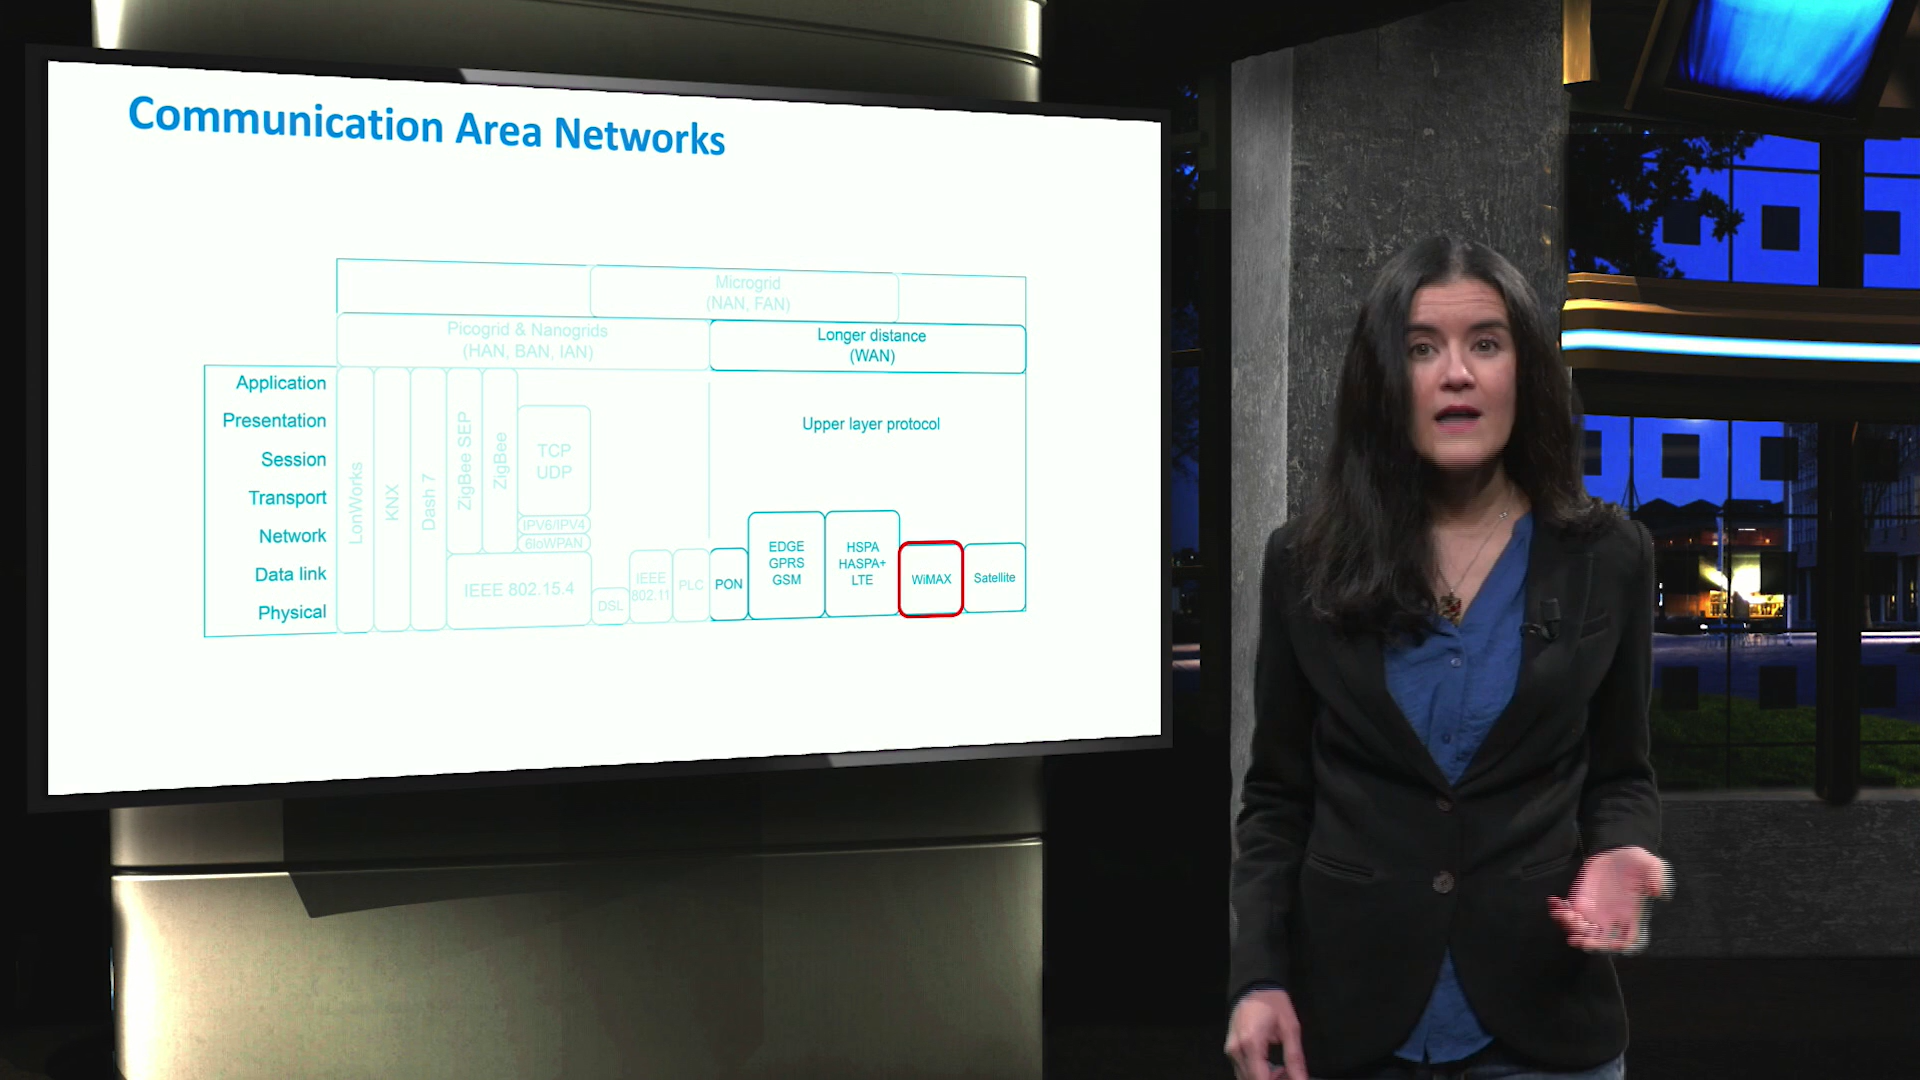 Communication Area Networks
Microgrid
(NAN, FAN)
Picogrid & Nanogrids
(HAN, BAN, IAN)
Longer distance
(WAN)
Application
Presentation
Session
Transport
Network
Data link
Physical
LonWorks
KNX
Dash 7
ZigBee SEP
ZigBee
TCP
UDP
IPV6/IPV4
6loWPAN
IEEE 802.15.4
DSL
IEEE
802.11
PLC
Upper layer protocol
PON
EDGE
GPRS
GSM
HSPA
HASPA+
LTE
WiMAX
Satellite